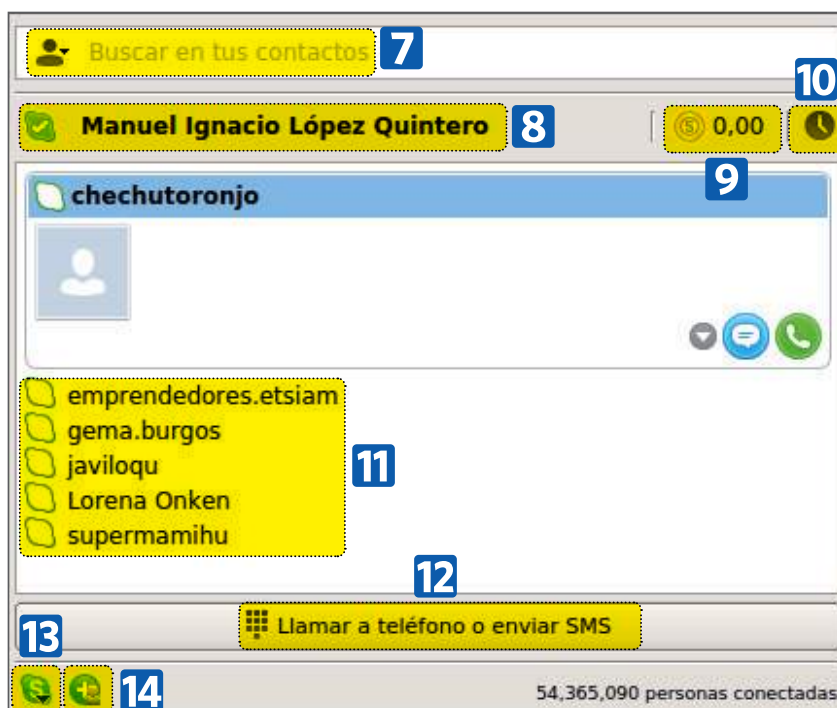 Buscar en tus contactos 7
10
Manuel Ignacio López Quintero 8 0,00
9
chechutoronjo
emprendedores.etsiam
gema.burgos
javiloqu 11
Lorena Onken
supermamihu
12
Llamar a teléfono o enviar SMS
13
14 54,365,090 personas conectadas